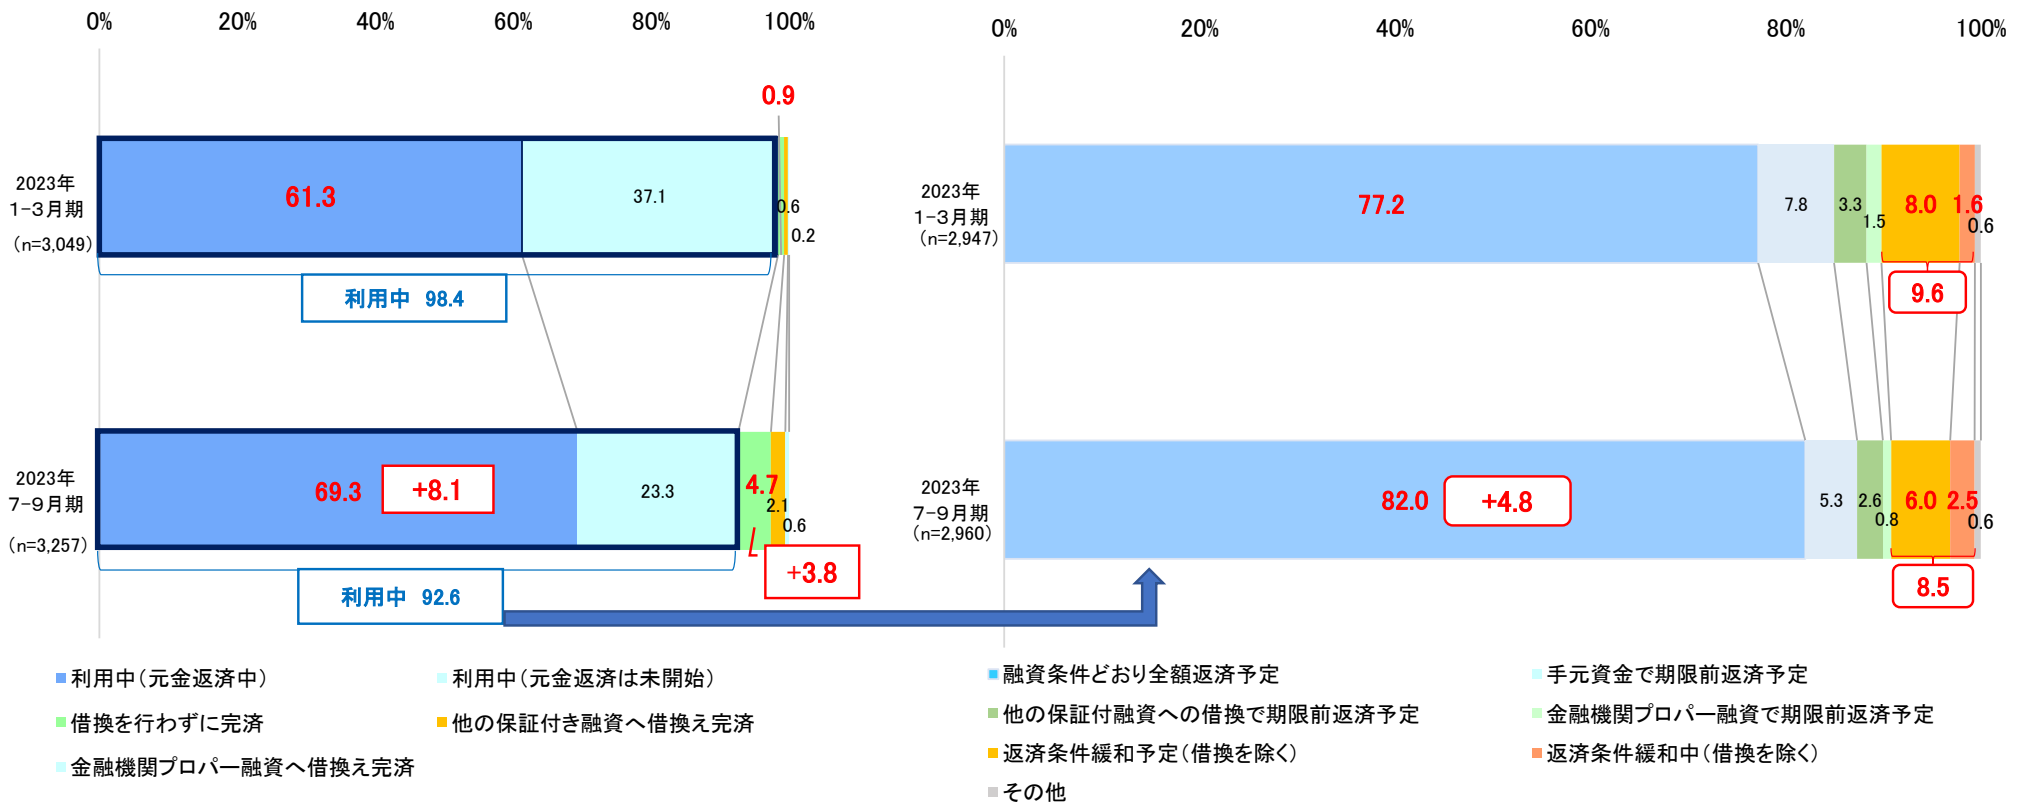 0% 20% 40% 60% 80% 100%
0.9
2023年
1-3月期
(n=3,049)
61.3 37.1 0.6
0.2
利用中 98.4
2023年
7-9月期
(n=3,257)
69.3 +8.1 23.3 4.7
2.1
0.6
+3.8
利用中 92.6
■利用中（元金返済中） ■利用中（元金返済は未開始）
■借換を行わずに完済 ■他の保証付き融資へ借換え完済
■金融機関プロパー融資へ借換え完済
0% 20% 40% 60% 80% 100%
2023年
1-3月期
(n=2,947)
77.2 7.8 3.3 1.5 8.0 1.6 0.6
9.6
2023年
7-9月期
(n=2,960)
82.0 +4.8 5.3 2.6 0.8 6.0 2.5 0.6
8.5
■融資条件どおり全額返済予定 ■手元資金で期限前返済予定
■他の保証付融資への借換で期限前返済予定 ■金融機関プロパー融資で期限前返済予定
■返済条件緩和予定（借換を除く） ■返済条件緩和中（借換を除く）
■その他